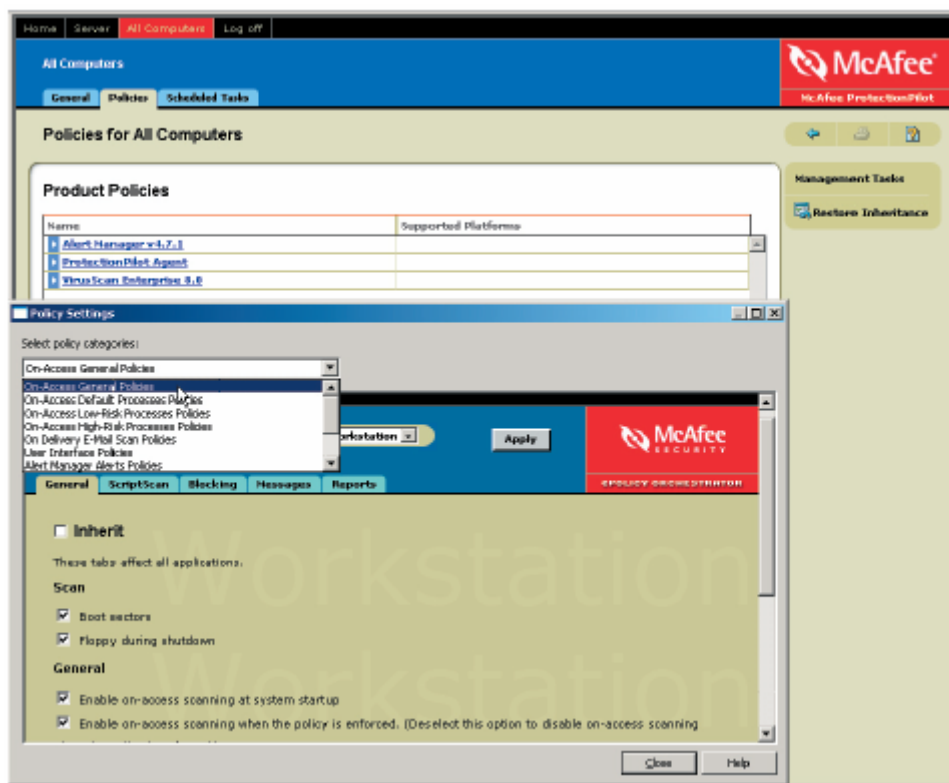 Home Server All Computers Log off
All Computers
McAfee
McAfee ProtectionPilot
General Policies Scheduled Tasks
Policies for All Computers
Management Tasks
Restore Inheritance
Product Policies
Name Supported Platforms
Alert Manager v4.7.1
ProtectionPilot Agent
VirusScan Enterprise 8.0
Policy Settings
Select policy categories:
On-Access General Policies
On-Access General Policies
On-Access Default Processes Policies
On-Access Low-Risk Processes Policies
On-Access High-Risk Processes Policies
On Delivery E-Mail Scan Policies
User Interface Policies
Alert Manager Alerts Policies
orkstation
Apply
McAfee
SECURITY
EPOLICY ORCHESTRATOR
General ScriptScan Blocking Messages Reports
Inherit
These tabs affect all applications.
Workstation
Scan
Boot sectors
Floppy during shutdown
General
Workstation
Enable on-access scanning at system startup
Enable on-access scanning when the policy is enforced. (Deselect this option to disable on-access scanning
Close Help